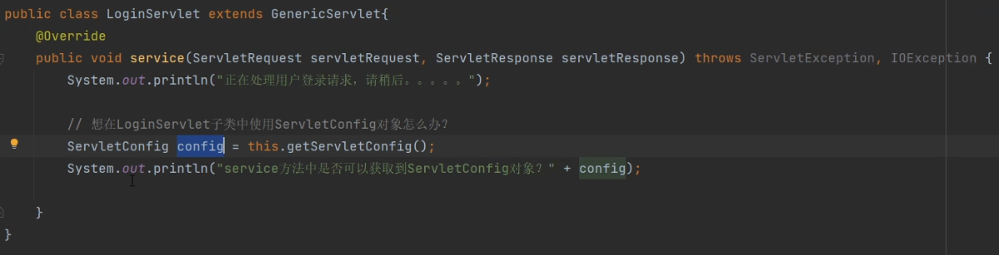 public class LoginServlet extends GenericServlet{
@Override
public void service(ServletRequest servletRequest, ServletResponse servletResponse) throws ServletException, IOException {
System.out.println("正在处理用户登录请求，请稍后。。。。。");
// 想在LoginServlet子类中使用ServletConfig对象怎么办？
ServletConfig config = this.getServletConfig();
System.out.println("service方法中是否可以获取到ServletConfig对象？" + config);
}
}